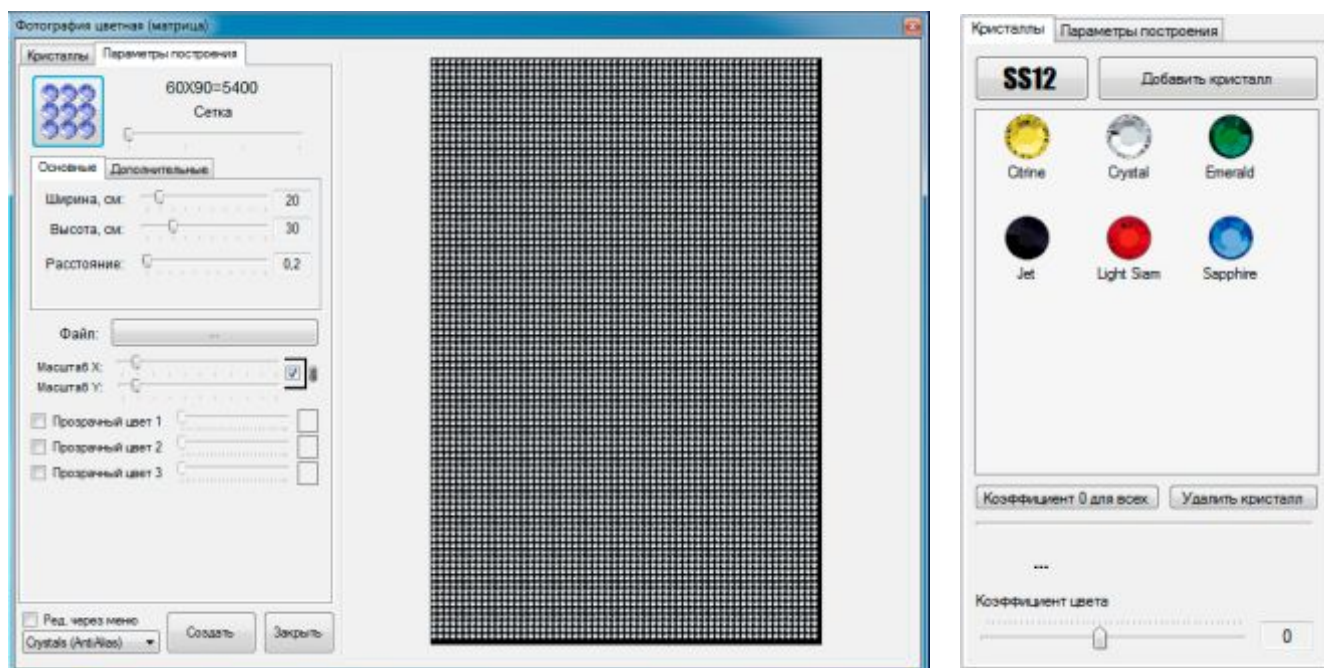 Фотография цветная (матрица)
Кристаллы Параметры построения
60X90=5400
Сетка
Основные Дополнительные
Ширина, см: 20
Высота, см: 30
Расстояние: 0,2
Файл: ...
Масштаб X:
Масштаб Y:
Прозрачный цвет 1
Прозрачный цвет 2
Прозрачный цвет 3
Ред. через меню
Crystals (AntiAlias) Создать Закрыть
Кристаллы Параметры построения
SS12 Добавить кристалл
Citrine Crystal Emerald
Jet Light Siam Sapphire
Коэффициент 0 для всех Удалить кристалл
---
Коэффициент цвета
0